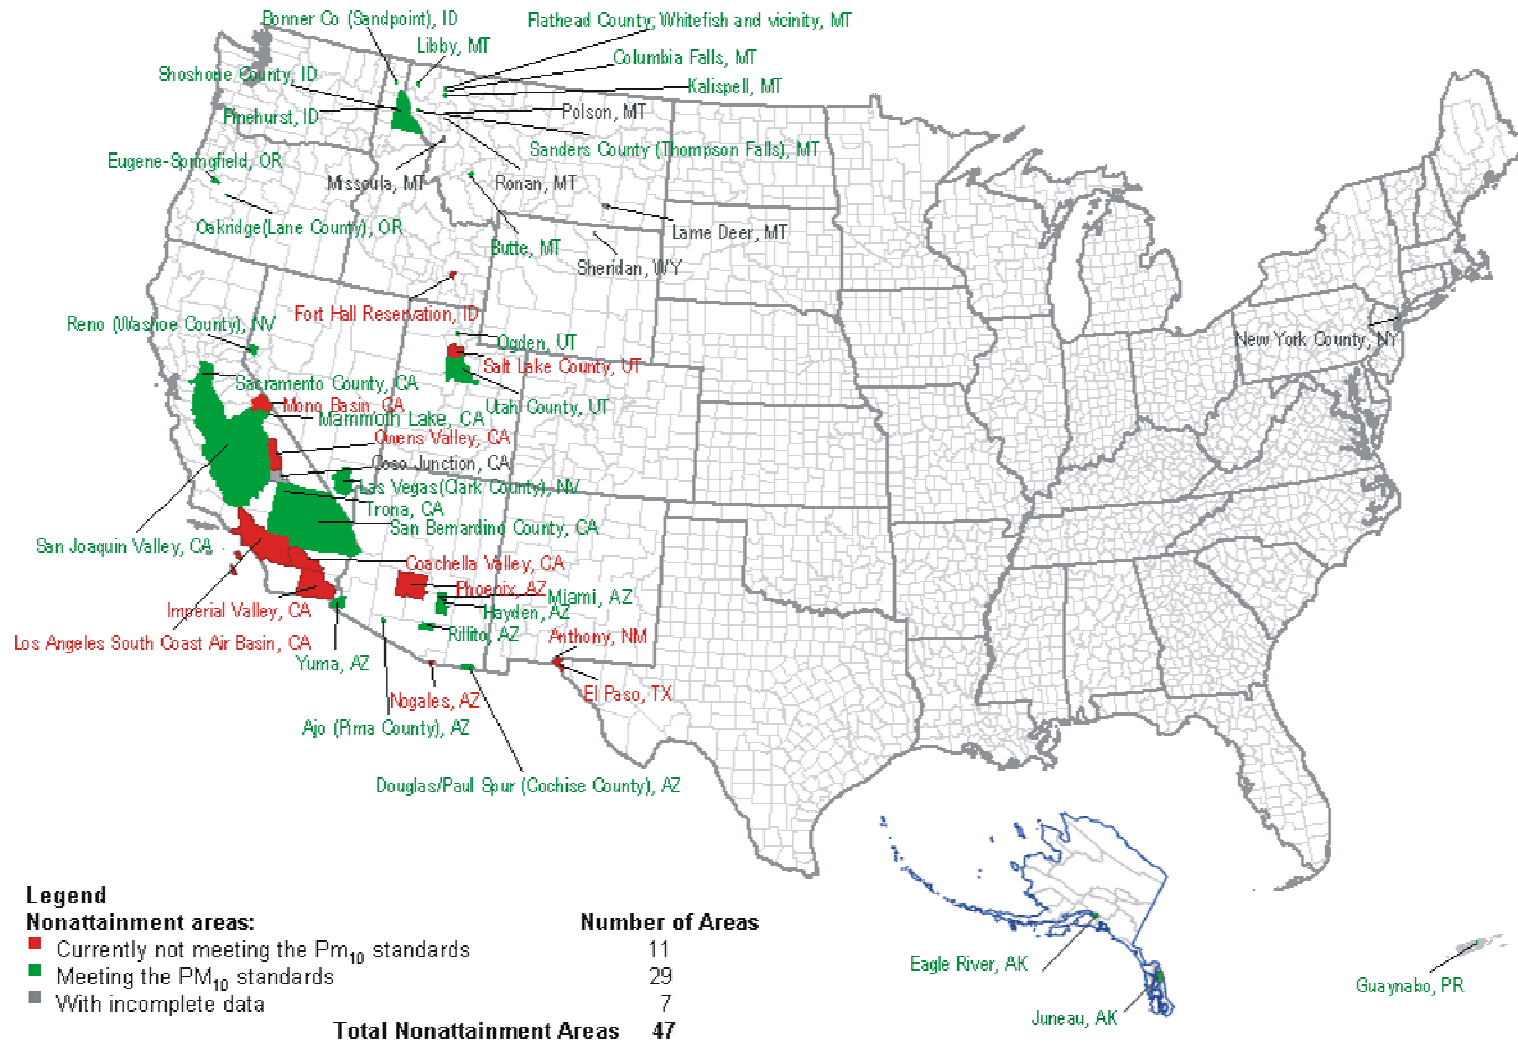 Bonner Co (Sandpoint), ID
Flathead County; Whitefish and vicinity, MT
Libby, MT
Columbia Falls, MT
Shoshone County, ID
Kalispell, MT
Pinehurst, ID
Polson, MT
Sanders County (Thompson Falls), MT
Eugene-Springfield, OR
Missoula, MT
Ronan, MT
Oakridge(Lane County), OR
Lame Deer, MT
Butte, MT
Sheridan, WY
Fort Hall Reservation, ID
Reno (Washoe County), NV
Ogden, UT
New York County, NY
Salt Lake County, UT
Sacramento County, CA
Mono Basin, CA
Utah County, UT
Mammoth Lake, CA
Owens Valley, CA
Coso Junction, CA
Las Vegas(Clark County), NV
Trona, CA
San Bernardino County, CA
San Joaquin Valley, CA
Coachella Valley, CA
Phoenix, AZ
Miami, AZ
Imperial Valley, CA
Hayden, AZ
Rillito, AZ
Anthony, NM
Los Angeles South Coast Air Basin, CA
Yuma, AZ
El Paso, TX
Nogales, AZ
Ajo (Pima County), AZ
Douglas/Paul Spur (Cochise County), AZ
Eagle River, AK
Guaynabo, PR
Juneau, AK
Legend
Nonattainment areas: Number of Areas
Currently not meeting the Pm10 standards 11
Meeting the PM10 standards 29
With incomplete data 7
Total Nonattainment Areas 47